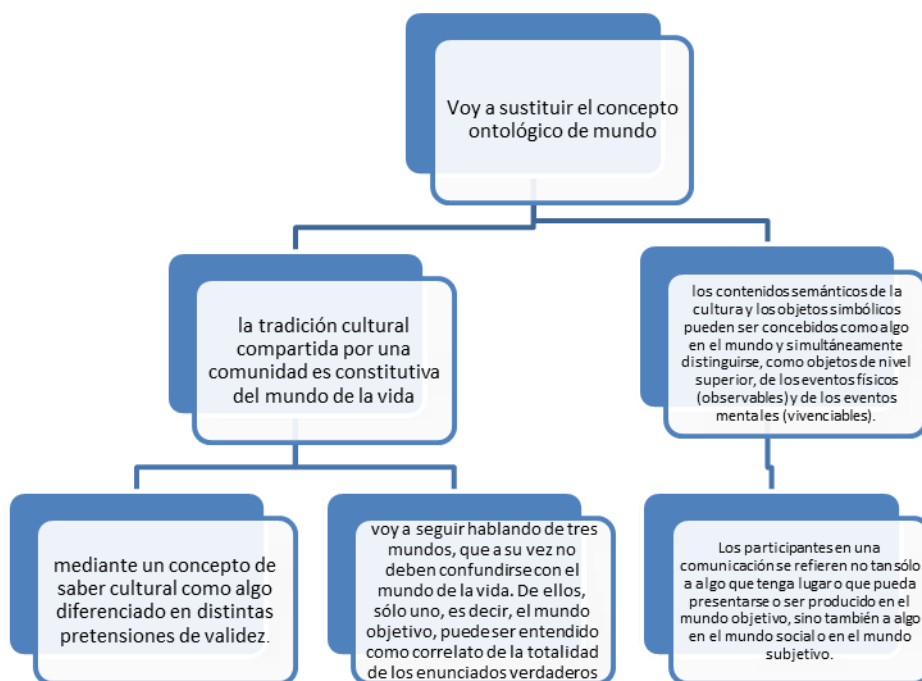 Voy a sustituir el concepto
ontológico de mundo
la tradición cultural
compartida por una
comunidad es constitutiva
del mundo de la vida
los contenidos semánticos de la
cultura y los objetos simbólicos
pueden ser concebidos como algo
en el mundo y simultáneamente
distinguirse, como objetos de nivel
superior, de los eventos físicos
(observables) y de los eventos
mentales (vivenciables).
mediante un concepto de
saber cultural como algo
diferenciado en distintas
pretensiones de validez.
voy a seguir hablando de tres
mundos, que a su vez no
deben confundirse con el
mundo de la vida. De ellos,
sólo uno, es decir, el mundo
objetivo, puede ser entendido
como correlato de la totalidad
de los enunciados verdaderos
Los participantes en una
comunicación se refieren no tan sólo
a algo que tenga lugar o que pueda
presentarse o ser producido en el
mundo objetivo, sino también a algo
en el mundo social o en el mundo
subjetivo.